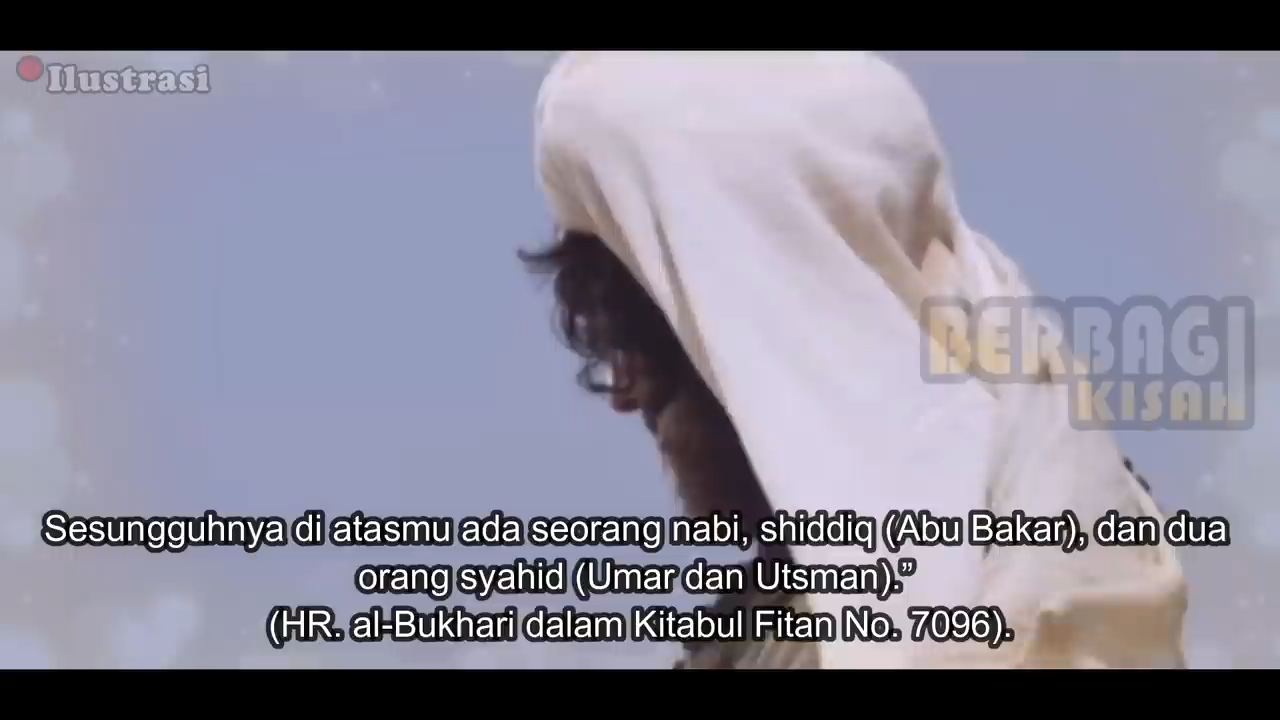 Ilustrasi
BERBAGI
KISAH
Sesungguhnya di atasmu ada seorang nabi, shiddiq (Abu Bakar), dan dua
orang syahid (Umar dan Utsman).”
(HR. al-Bukhari dalam Kitabul Fitan No. 7096).